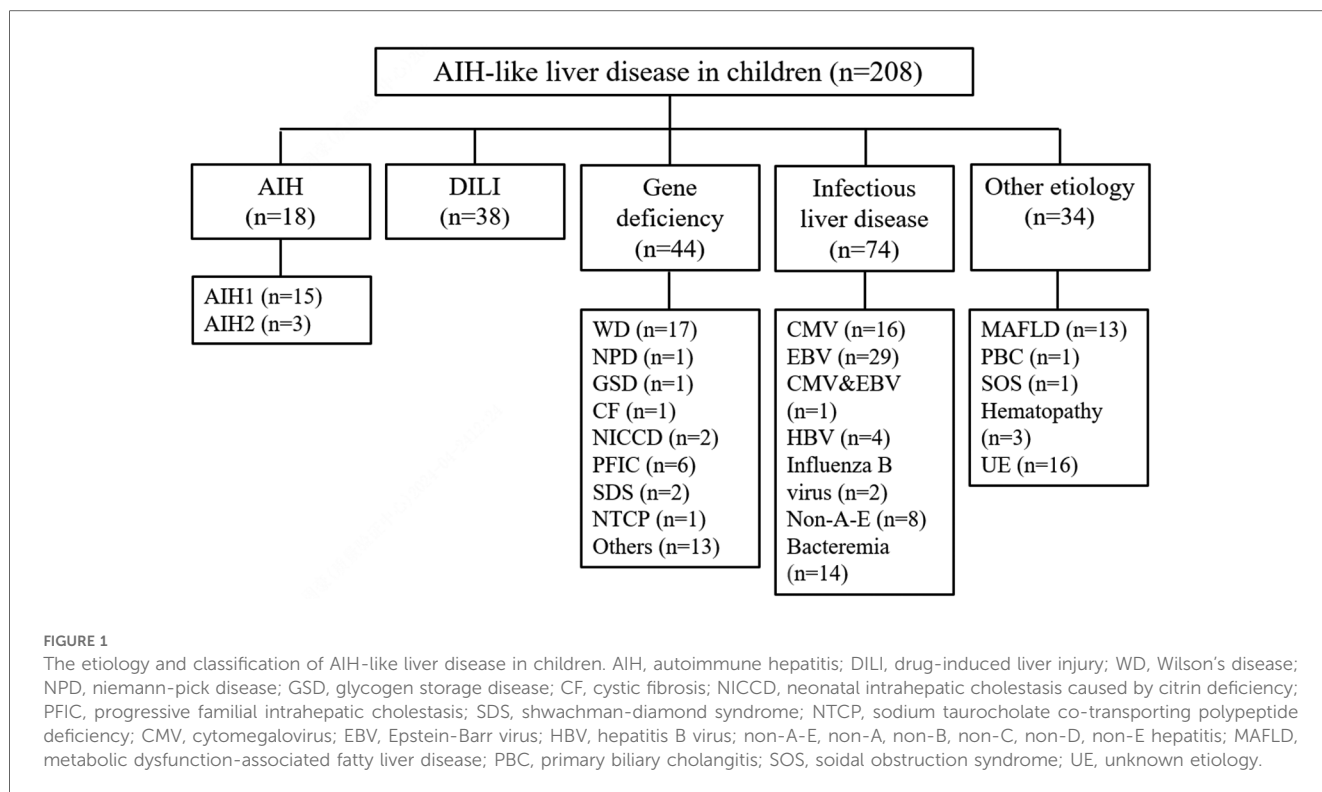 AIH-like liver disease in children (n=208)
AIH
(n=18)
DILI
(n=38)
Gene
deficiency
(n=44)
Infectious
liver disease
(n=74)
Other etiology
(n=34)
AIH1 (n=15)
AIH2 (n=3)
WD (n=17)
NPD (n=1)
GSD (n=1)
CF (n=1)
NICCD (n=2)
PFIC (n=6)
SDS (n=2)
NTCP (n=1)
Others (n=13)
CMV (n=16)
EBV (n=29)
CMV&EBV
(n=1)
HBV (n=4)
Influenza B
virus (n=2)
Non-A-E (n=8)
Bacteremia
(n=14)
MAFLD (n=13)
PBC (n=1)
SOS (n=1)
Hematopathy
(n=3)
UE (n=16)
FIGURE 1
The etiology and classification of AIH-like liver disease in children. AIH, autoimmune hepatitis; DILI, drug-induced liver injury; WD, Wilson's disease;
NPD, niemann-pick disease; GSD, glycogen storage disease; CF, cystic fibrosis; NICCD, neonatal intrahepatic cholestasis caused by citrin deficiency;
PFIC, progressive familial intrahepatic cholestasis; SDS, shwachman-diamond syndrome; NTCP, sodium taurocholate co-transporting polypeptide
deficiency; CMV, cytomegalovirus; EBV, Epstein-Barr virus; HBV, hepatitis B virus; non-A-E, non-A, non-B, non-C, non-D, non-E hepatitis; MAFLD,
metabolic dysfunction-associated fatty liver disease; PBC, primary biliary cholangitis; SOS, soidal obstruction syndrome; UE, unknown etiology.